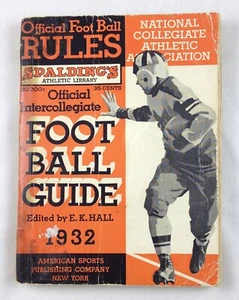 Official Foot Ball
RULES
SPALDING'S
ATHLETIC LIBRARY
35 CENTS
Official
Intercollegiate
FOOT
BALL
GUIDE
Edited by E. K. HALL
1932
AMERICAN SPORTS
PUBLISHING COMPANY
NEW YORK
NATIONAL
COLLEGIATE
ATHLETIC
A OCIATION